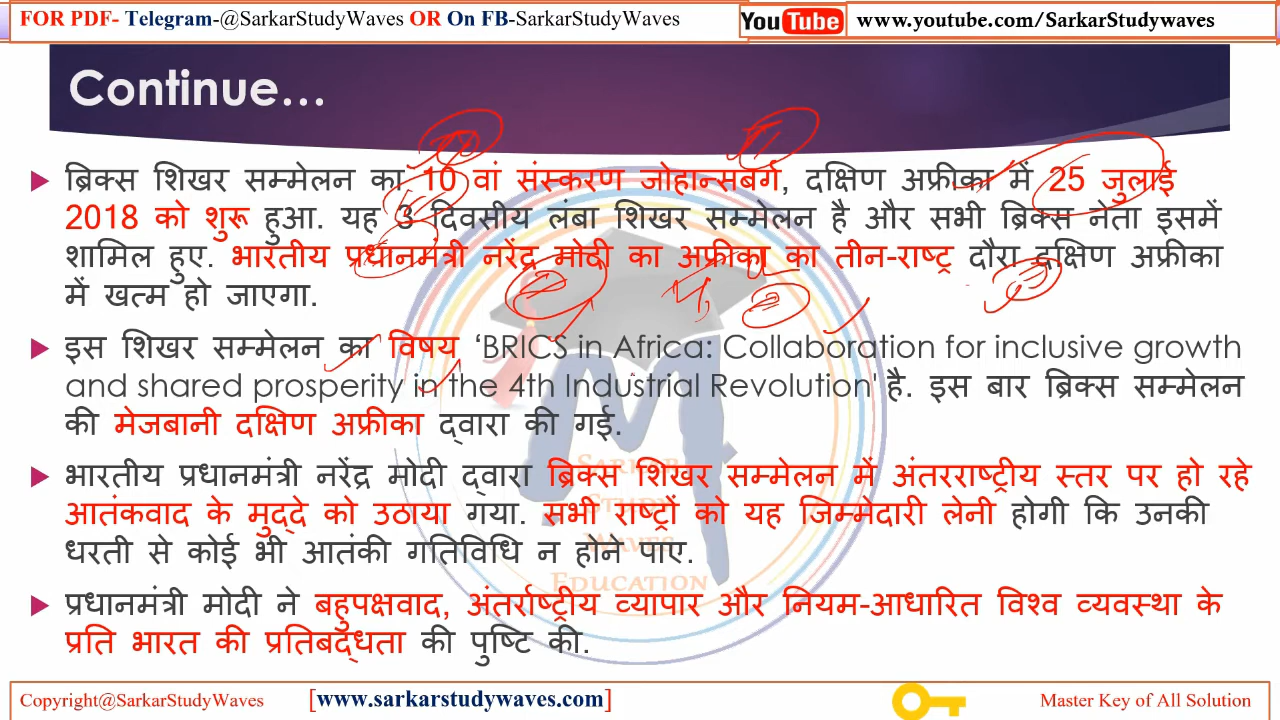 FOR PDF- Telegram-@SarkarStudyWaves OR On FB-SarkarStudyWaves
YouTube www.youtube.com/SarkarStudywaves
Continue…
ब्रिक्स शिखर सम्मेलन का 10 वां संस्करण जोहान्सबर्ग, दक्षिण अफ्रीका में 25 जुलाई
2018 को शुरू हुआ. यह 3 दिवसीय लंबा शिखर सम्मेलन है और सभी ब्रिक्स नेता इसमें
शामिल हुए. भारतीय प्रधानमंत्री नरेंद्र मोदी का अफ्रीका का तीन-राष्ट्र दौरा दक्षिण अफ्रीका
में खत्म हो जाएगा.
इस शिखर सम्मेलन का विषय ‘BRICS in Africa: Collaboration for inclusive growth
and shared prosperity in the 4th Industrial Revolution' है. इस बार ब्रिक्स सम्मेलन
की मेजबानी दक्षिण अफ्रीका द्वारा की गई.
भारतीय प्रधानमंत्री नरेंद्र मोदी द्वारा ब्रिक्स शिखर सम्मेलन में अंतरराष्ट्रीय स्तर पर हो रहे
आतंकवाद के मुद्दे को उठाया गया. सभी राष्ट्रों को यह जिम्मेदारी लेनी होगी कि उनकी
धरती से कोई भी आतंकी गतिविधि न होने पाए.
प्रधानमंत्री मोदी ने बहुपक्षवाद, अंतर्राष्ट्रीय व्यापार और नियम-आधारित विश्व व्यवस्था के
प्रति भारत की प्रतिबद्धता की पुष्टि की.
Sarkar
Study
Waves
Education
Copyright@SarkarStudyWaves
[www.sarkarstudywaves.com]
Master Key of All Solution